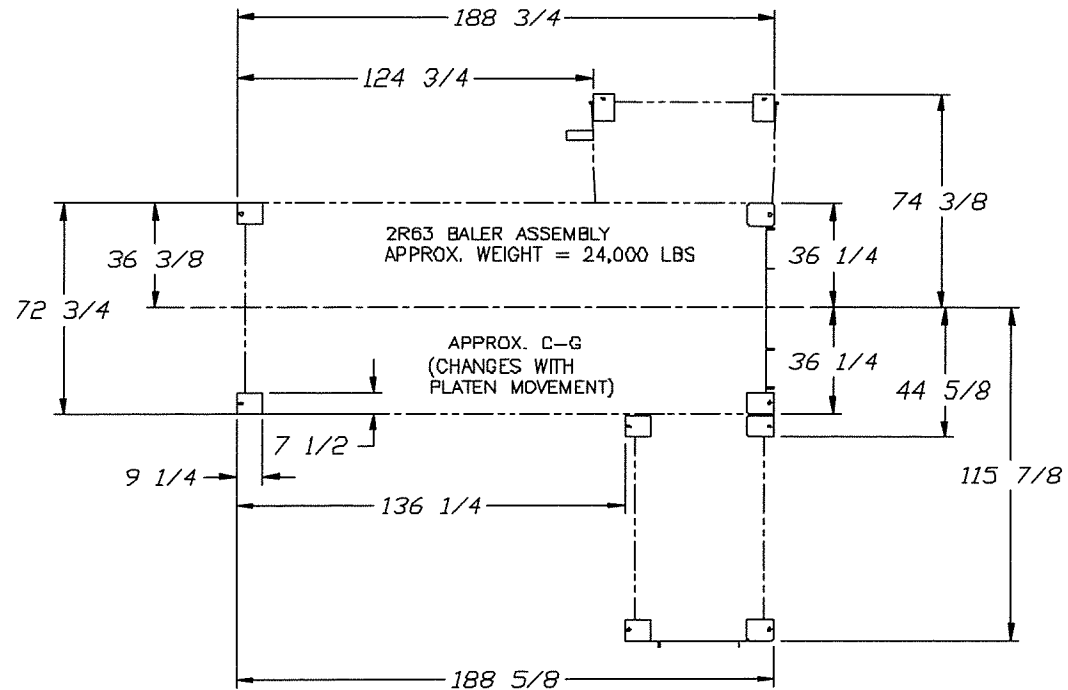 188 3/4
124 3/4
74 3/8
2R63 BALER ASSEMBLY
APPROX. WEIGHT = 24,000 LBS
36 3/8
36 1/4
72 3/4
APPROX. C-G
(CHANGES WITH
PLATEN MOVEMENT)
36 1/4
44 5/8
7 1/2
9 1/4
115 7/8
136 1/4
188 5/8